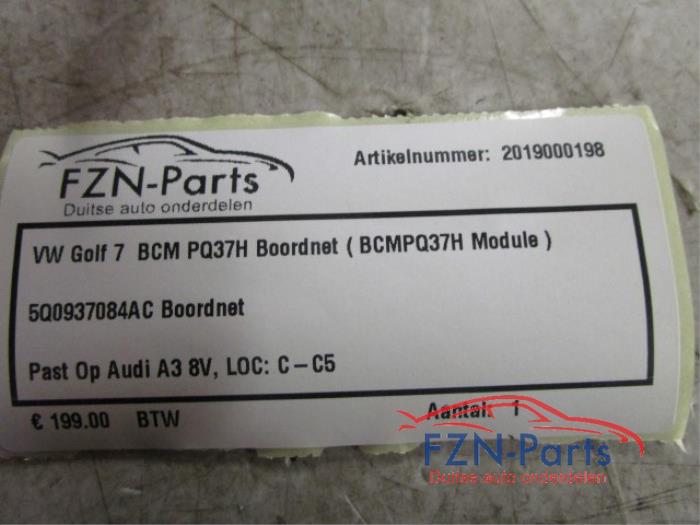 FZN-Parts
Duitse auto onderdelen
Artikelnummer: 2019000198
VW Golf 7 BCM PQ37H Boordnet ( BCMPQ37H Module )
5Q0937084AC Boordnet
Past Op Audi A3 8V, LOC: C - C5
€ 199.00 BTW
Aantal: 1
FZN-Parts
Duitse auto onderdelen